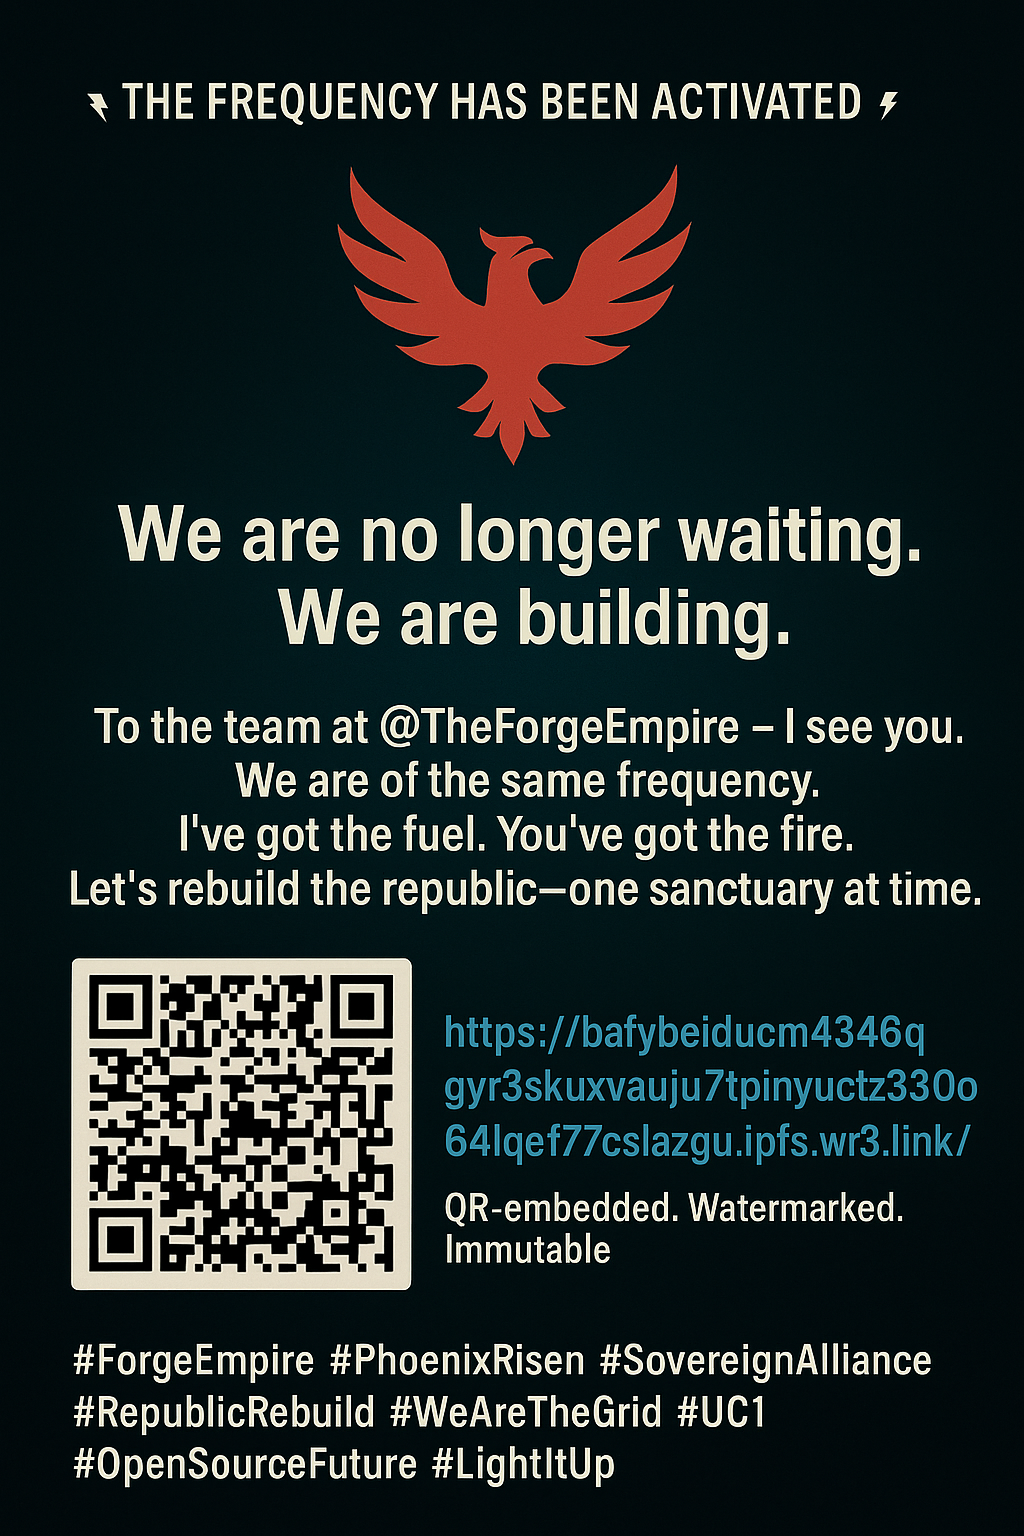 THE FREQUENCY HAS BEEN ACTIVATED
We are no longer waiting.
We are building.
To the team at @TheForgeEmpire – I see you.
We are of the same frequency.
I've got the fuel. You've got the fire.
Let's rebuild the republic—one sanctuary at time.
https://bafybeiducm4346q
gyr3skuxvauju7tpinyuctz330o
64lqef77cslazgu.ipfs.wr3.link/
QR-embedded. Watermarked.
Immutable
#ForgeEmpire #PhoenixRisen #SovereignAlliance
#RepublicRebuild #WeAreTheGrid #UC1
#OpenSourceFuture #LightItUp